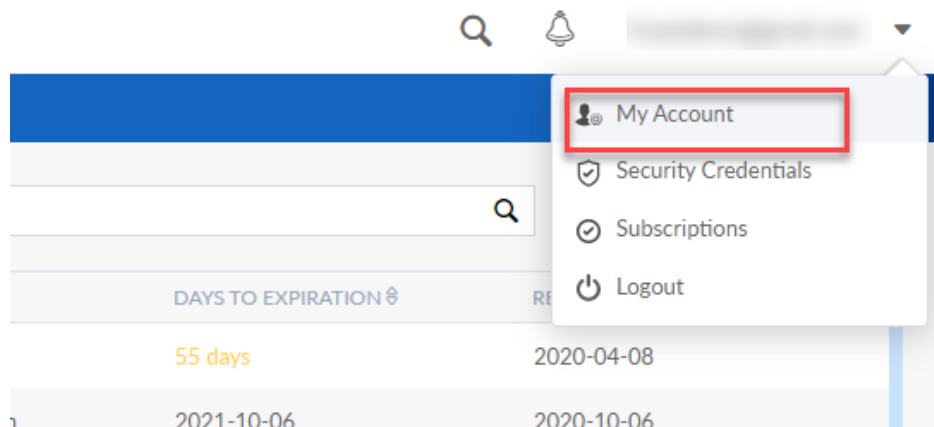 My Account
Security Credentials
Subscriptions
Logout
DAYS TO EXPIRATION
55 days 2020-04-08
2021-10-06 2020-10-06